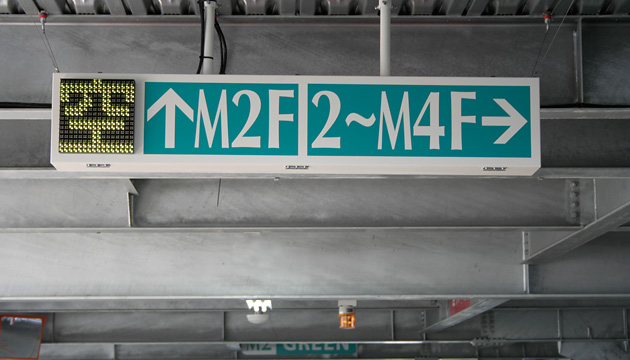 空 ↑M2F 2~M4F→
M2 GREEN